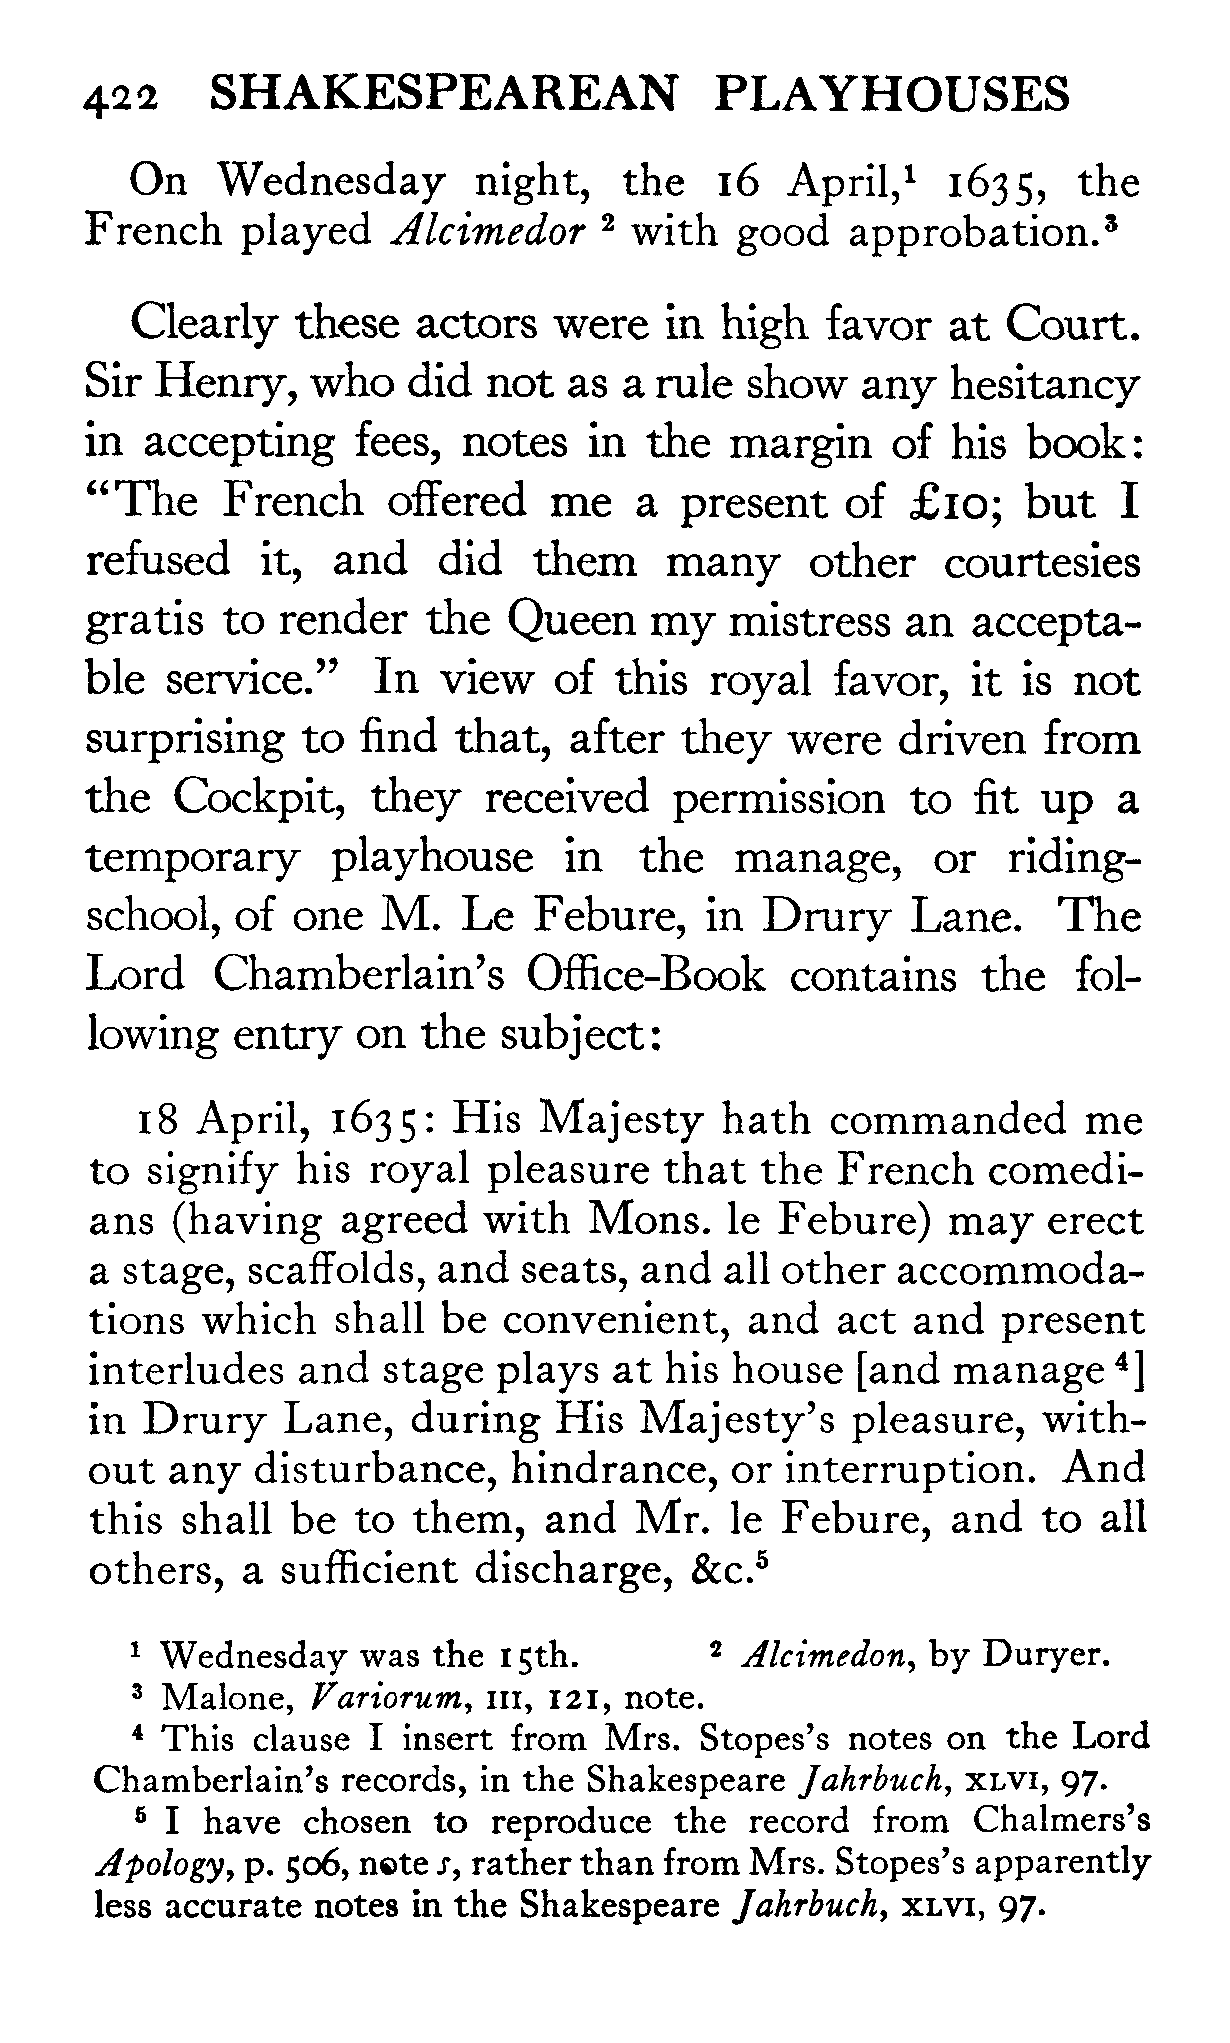 422 SHAKESPEAREAN PLAYHOUSES
On Wednesday night, the 16 April,¹ 1635, the
French played Alcimedor ² with good approbation.³
Clearly these actors were in high favor at Court.
Sir Henry, who did not as a rule show any hesitancy
in accepting fees, notes in the margin of his book:
“The French offered me a present of £10; but I
refused it, and did them many other courtesies
gratis to render the Queen my mistress an accepta-
ble service.” In view of this royal favor, it is not
surprising to find that, after they were driven from
the Cockpit, they received permission to fit up a
temporary playhouse in the manage, or riding-
school, of one M. Le Febure, in Drury Lane. The
Lord Chamberlain’s Office-Book contains the fol-
lowing entry on the subject:
18 April, 1635: His Majesty hath commanded me
to signify his royal pleasure that the French comedi-
ans (having agreed with Mons. le Febure) may erect
a stage, scaffolds, and seats, and all other accommoda-
tions which shall be convenient, and act and present
interludes and stage plays at his house [and manage ⁴]
in Drury Lane, during His Majesty’s pleasure, with-
out any disturbance, hindrance, or interruption. And
this shall be to them, and Mr. le Febure, and to all
others, a sufficient discharge, &c.⁵
¹ Wednesday was the 15th. ² Alcimedon, by Duryer.
³ Malone, Variorum, III, 121, note.
⁴ This clause I insert from Mrs. Stopes’s notes on the Lord
Chamberlain’s records, in the Shakespeare Jahrbuch, XLVI, 97.
⁵ I have chosen to reproduce the record from Chalmers’s
Apology, p. 506, note s, rather than from Mrs. Stopes’s apparently
less accurate notes in the Shakespeare Jahrbuch, XLVI, 97.